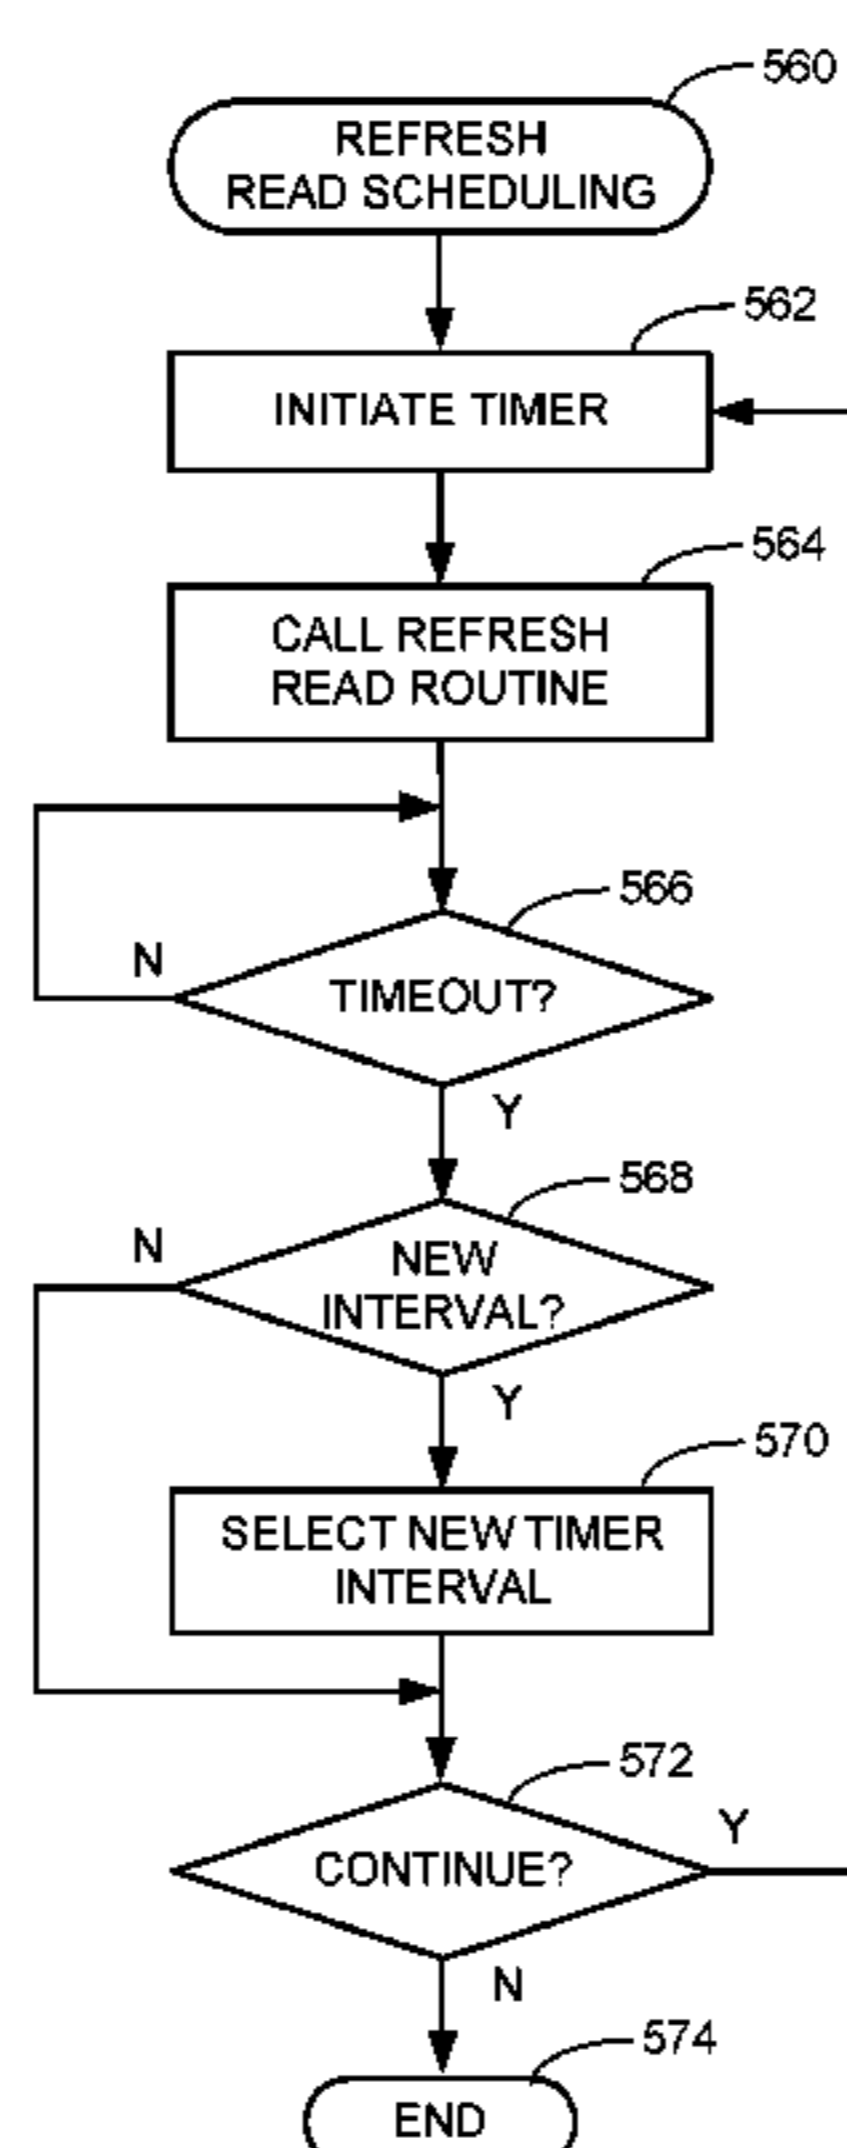 560
REFRESH
READ SCHEDULING
562
INITIATE TIMER
564
CALL REFRESH
READ ROUTINE
566
N
TIMEOUT?
Y
568
N
NEW
INTERVAL?
Y
570
SELECT NEW TIMER
INTERVAL
572
Y
CONTINUE?
N
574
END